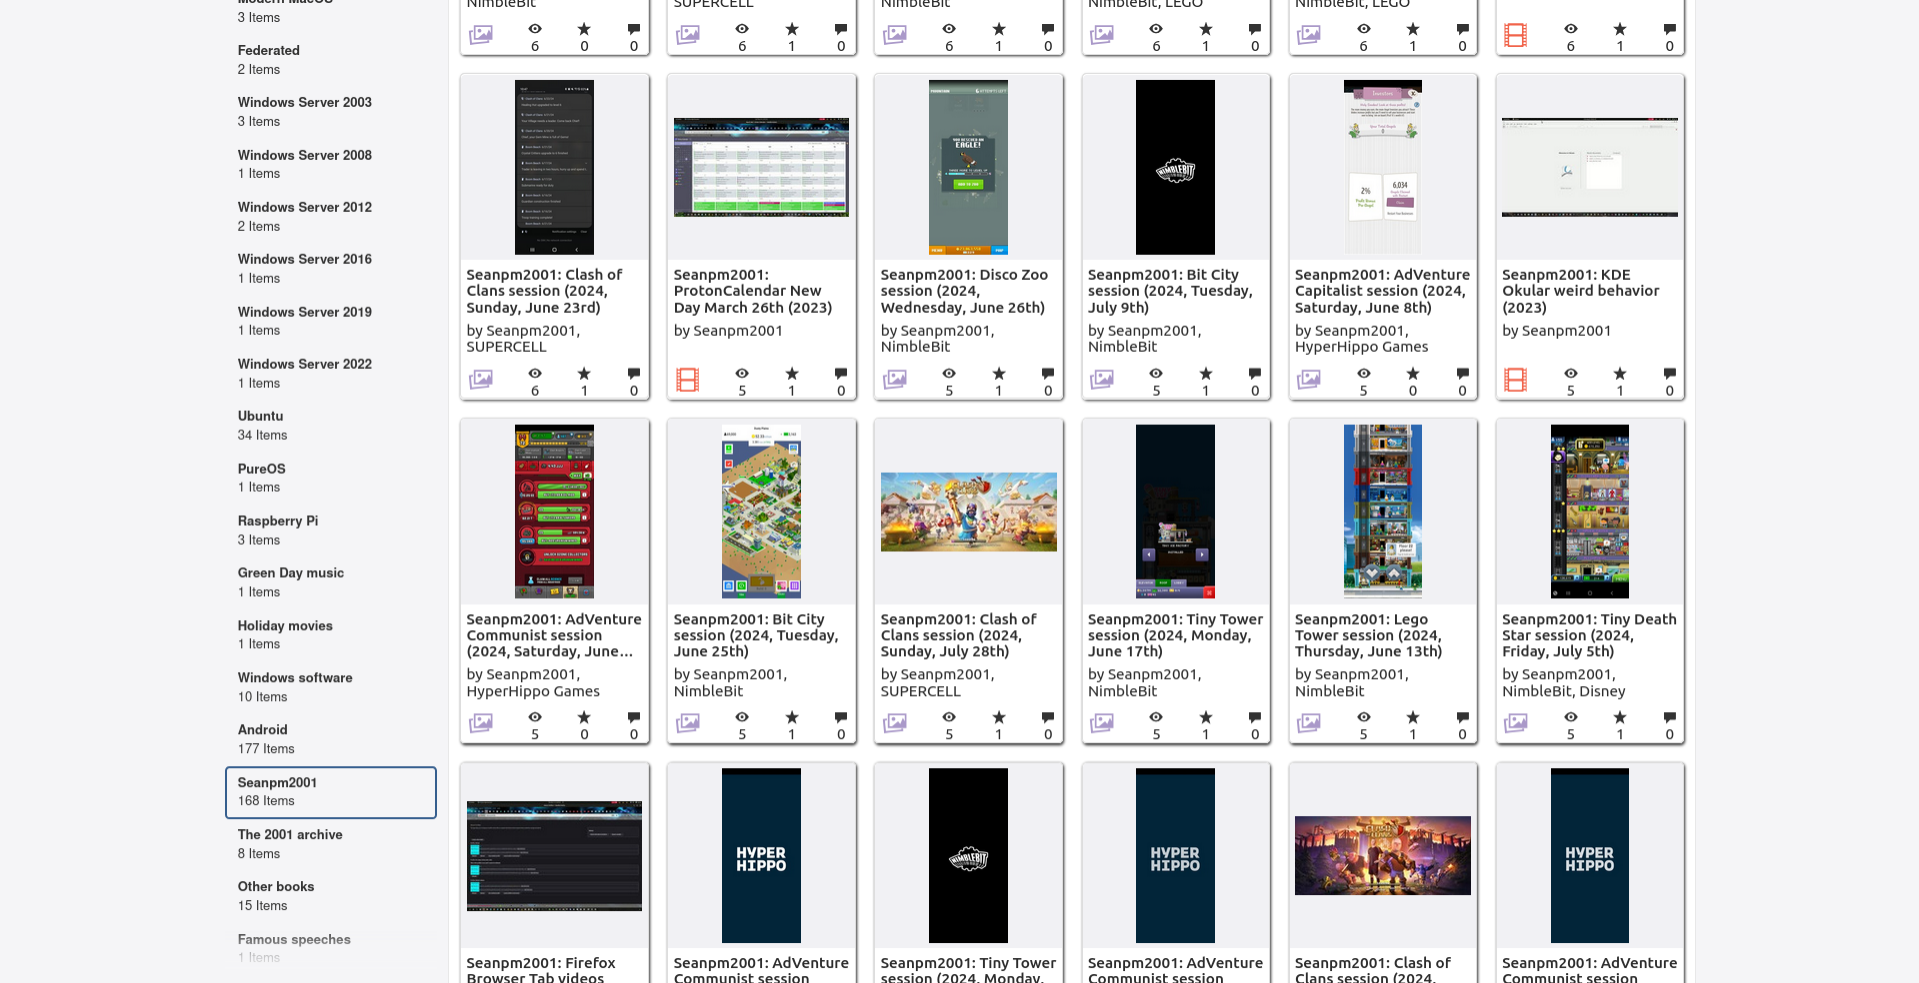 Modern MacOS
3 Items
Federated
2 Items
Windows Server 2003
3 Items
Windows Server 2008
1 Items
Windows Server 2012
2 Items
Windows Server 2016
1 Items
Windows Server 2019
1 Items
Windows Server 2022
1 Items
Ubuntu
34 Items
PureOS
1 Items
Raspberry Pi
3 Items
Green Day music
1 Items
Holiday movies
1 Items
Windows software
10 Items
Android
177 Items
Seanpm2001
168 Items
The 2001 archive
8 Items
Other books
15 Items
Famous speeches
1 Items
NimbleBit
6 0 0
SUPERCELL
6 1 0
NimbleBit
6 1 0
NimbleBit, LEGO
6 1 0
NimbleBit, LEGO
6 1 0
6 1 0
Seanpm2001: Clash of
Clans session (2024,
Sunday, June 23rd)
by Seanpm2001,
SUPERCELL
6 1 0
Seanpm2001:
ProtonCalendar New
Day March 26th (2023)
by Seanpm2001
5 1 0
EAGLE!
Seanpm2001: Disco Zoo
session (2024,
Wednesday, June 26th)
by Seanpm2001,
NimbleBit
5 1 0
NIMBLEBIT
Seanpm2001: Bit City
session (2024, Tuesday,
July 9th)
by Seanpm2001,
NimbleBit
5 1 0
Investors
2%
6,034
Seanpm2001: AdVenture
Capitalist session (2024,
Saturday, June 8th)
by Seanpm2001,
HyperHippo Games
5 0 0
Seanpm2001: KDE
Okular weird behavior
(2023)
by Seanpm2001
5 1 0
Seanpm2001: AdVenture
Communist session
(2024, Saturday, June...
by Seanpm2001,
HyperHippo Games
5 0 0
Seanpm2001: Bit City
session (2024, Tuesday,
June 25th)
by Seanpm2001,
NimbleBit
5 1 0
Seanpm2001: Clash of
Clans session (2024,
Sunday, July 28th)
by Seanpm2001,
SUPERCELL
5 1 0
Seanpm2001: Tiny Tower
session (2024, Monday,
June 17th)
by Seanpm2001,
NimbleBit
5 1 0
Seanpm2001: Lego
Tower session (2024,
Thursday, June 13th)
by Seanpm2001,
NimbleBit
5 1 0
Seanpm2001: Tiny Death
Star session (2024,
Friday, July 5th)
by Seanpm2001,
NimbleBit, Disney
5 1 0
Seanpm2001: Firefox
Browser Tab videos
HYPER
HIPPO
Seanpm2001: AdVenture
Communist session
NIMBLEBIT
Seanpm2001: Tiny Tower
session (2024, Monday,
HYPER
HIPPO
Seanpm2001: AdVenture
Communist session
Seanpm2001: Clash of
Clans session (2024,
HYPER
HIPPO
Seanpm2001: AdVenture
Communist session